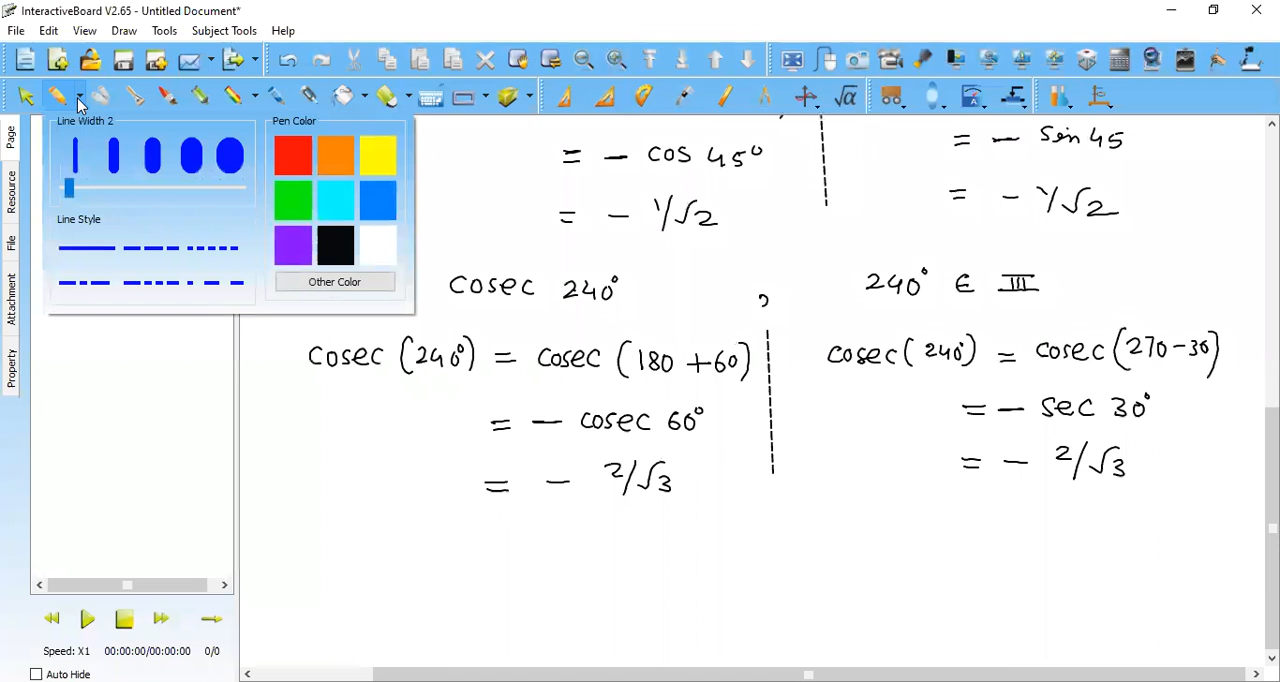 InteractiveBoard V2.65 - Untitled Document*
File Edit View Draw Tools Subject Tools Help
Page
Resource
File
Attachment
Property
Line Width 2
Line Style
Pen Color
Other Color
= - cos 45°
= - 1/√2
,
= - sin 45
= - 1/√2
cosec 240°
,
240° ∈ III
cosec (240°) = cosec (180 + 60)
= - cosec 60°
= - 2/√3
cosec (240°) = cosec (270 - 30)
= - sec 30°
= - 2/√3
Speed: X1 00:00:00/00:00:00 0/0
Auto Hide